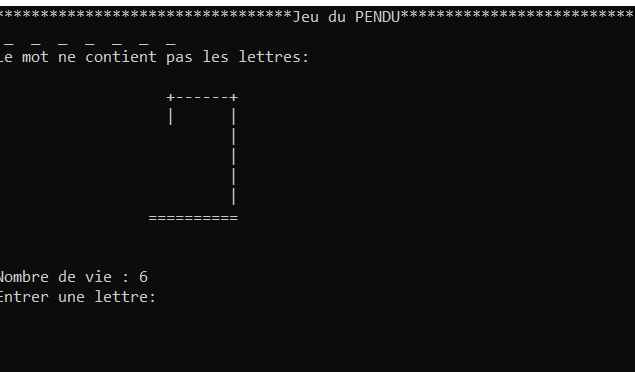 *********************************Jeu du PENDU**************************
_ _ _ _ _ _ _
Le mot ne contient pas les lettres:
+------+
|      |
|
|
|
|
==========
Nombre de vie : 6
Entrer une lettre: